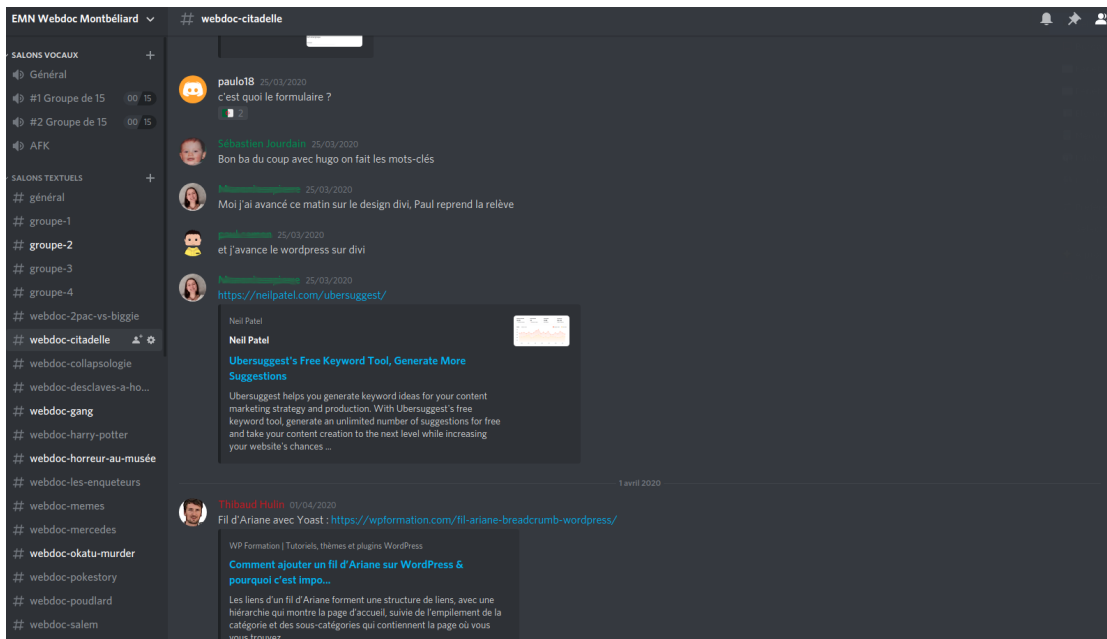 EMN Webdoc Montbéliard
# webdoc-citadelle
SALONS VOCAUX
Général
#1 Groupe de 15 00 15
#2 Groupe de 15 00 15
AFK
SALONS TEXTUELS
# général
# groupe-1
# groupe-2
# groupe-3
# groupe-4
# webdoc-2pac-vs-biggie
# webdoc-citadelle
# webdoc-collapsologie
# webdoc-desclaves-a-ho...
# webdoc-gang
# webdoc-harry-potter
# webdoc-horreur-au-musée
# webdoc-les-enqueteurs
# webdoc-memes
# webdoc-mercedes
# webdoc-okatu-murder
# webdoc-pokestory
# webdoc-poudlard
# webdoc-salem
paulo18 25/03/2020
c'est quoi le formulaire ?
2
Sébastien Jourdain 25/03/2020
Bon ba du coup avec hugo on fait les mots-clés
25/03/2020
Moi j'ai avancé ce matin sur le design divi, Paul reprend la relève
25/03/2020
et j'avance le wordpress sur divi
25/03/2020
https://neilpatel.com/ubersuggest/
Neil Patel
Neil Patel
Ubersuggest's Free Keyword Tool, Generate More
Suggestions
Ubersuggest helps you generate keyword ideas for your content
marketing strategy and production. With Ubersuggest's free
keyword tool, generate an unlimited number of suggestions for free
and take your content creation to the next level while increasing
your website's chances ...
1 avril 2020
Thibaud Hulin 01/04/2020
Fil d'Ariane avec Yoast : https://wpformation.com/fil-ariane-breadcrumb-wordpress/
WP Formation | Tutoriels, thèmes et plugins WordPress
Comment ajouter un fil d'Ariane sur WordPress &
pourquoi c'est impo...
Les liens d'un fil d'Ariane forment une structure de liens, avec une
hiérarchie qui montre la page d'accueil, suivie de l'empilement de la
catégorie et des sous-catégories qui contiennent la page où vous
vous trouvez